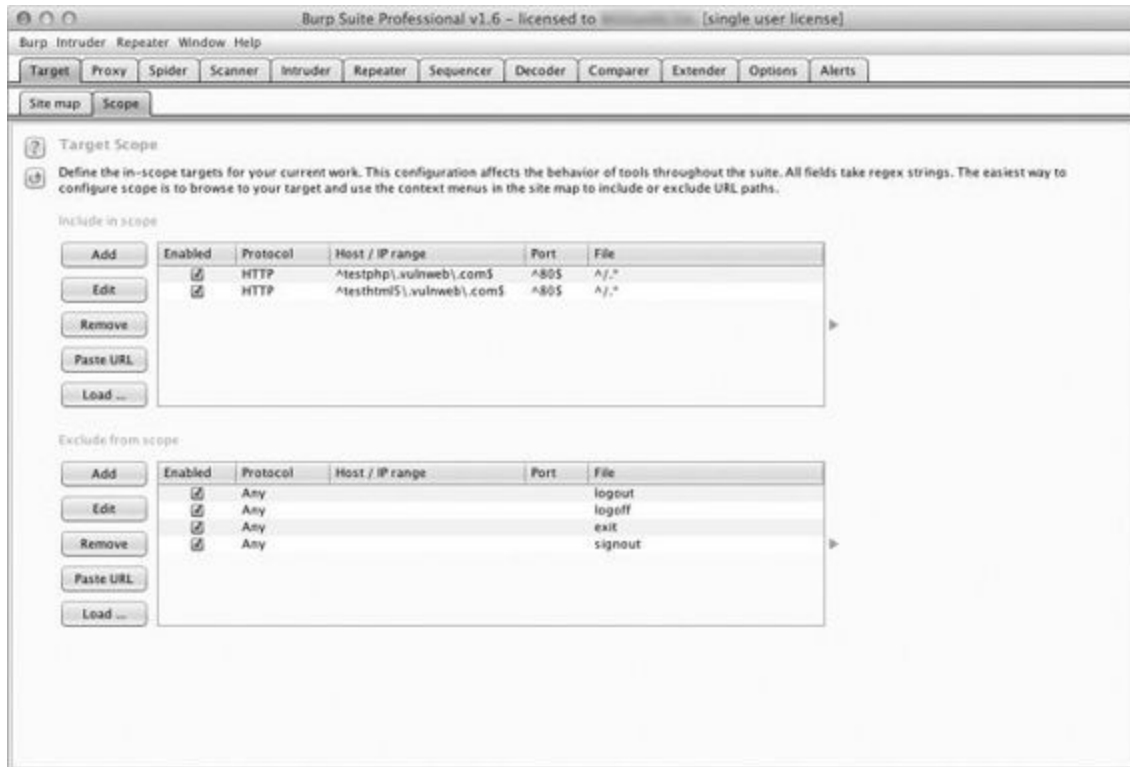 Burp Suite Professional v1.6 – licensed to [single user license]
Burp Intruder Repeater Window Help
Target Proxy Spider Scanner Intruder Repeater Sequencer Decoder Comparer Extender Options Alerts
Site map Scope
? Target Scope
Define the in-scope targets for your current work. This configuration affects the behavior of tools throughout the suite. All fields take regex strings. The easiest way to
configure scope is to browse to your target and use the context menus in the site map to include or exclude URL paths.
Include in scope
Add Enabled Protocol Host / IP range Port File
HTTP ^testphp\.vulnweb\.com$ ^80$ ^/.*
Edit HTTP ^testhtml5\.vulnweb\.com$ ^80$ ^/.*
Remove
Paste URL
Load ...
Exclude from scope
Add Enabled Protocol Host / IP range Port File
Any logout
Edit Any logoff
Any exit
Remove Any signout
Paste URL
Load ...